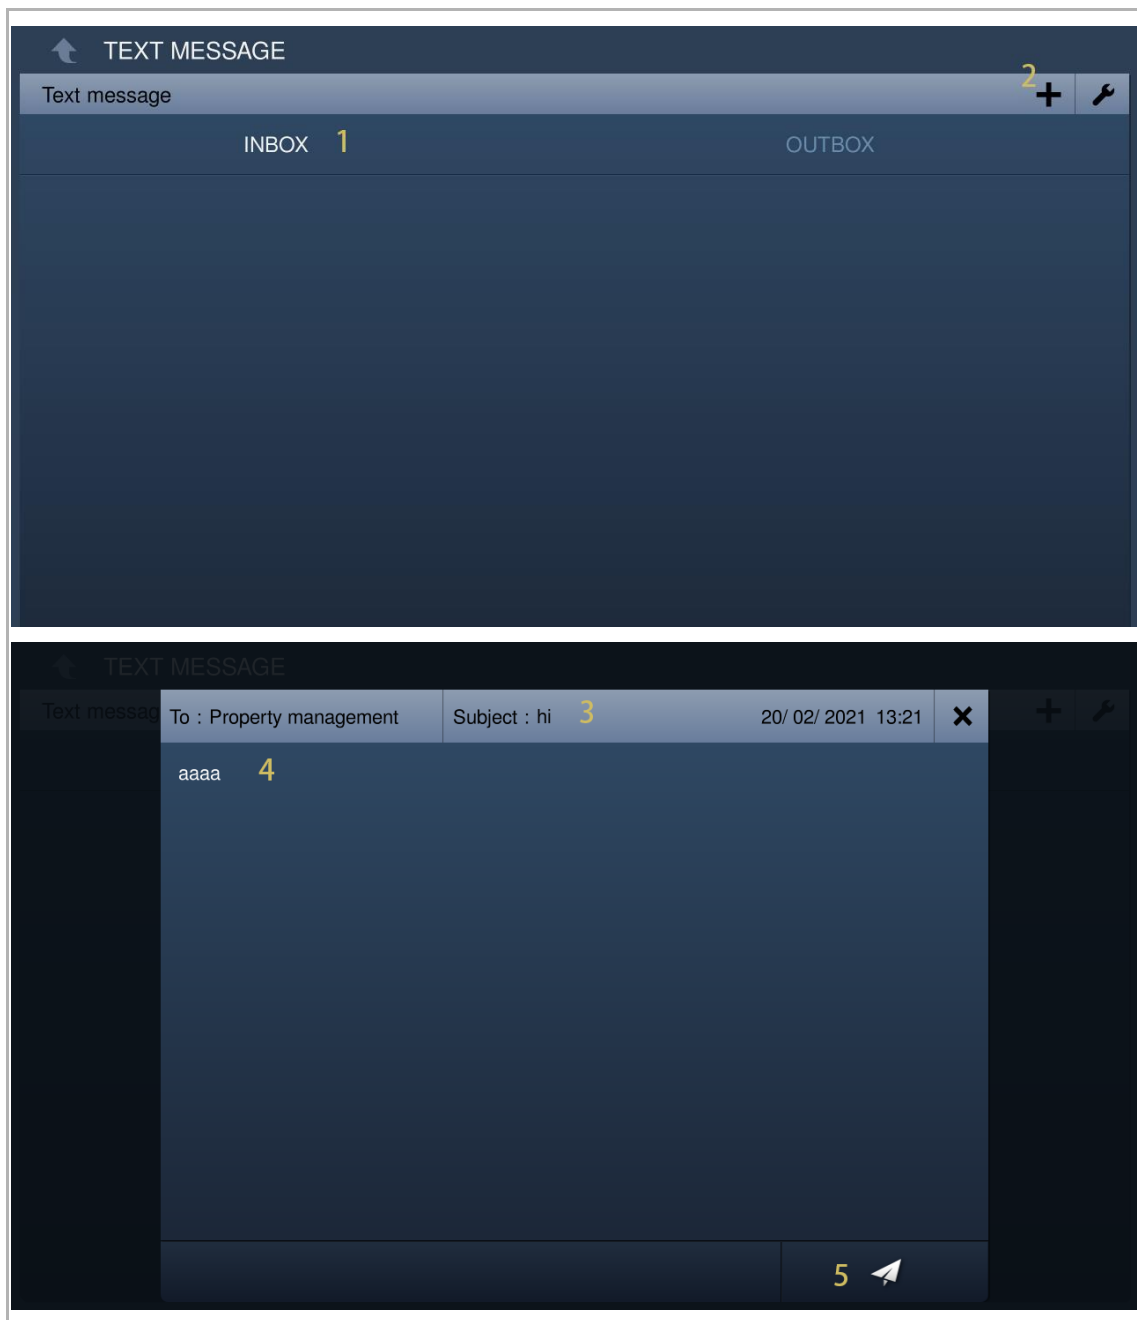 TEXT MESSAGE
Text message 2
INBOX 1 OUTBOX
TEXT MESSAGE
Text messag To : Property management Subject : hi 3 20/ 02/ 2021 13:21
aaaa 4
5